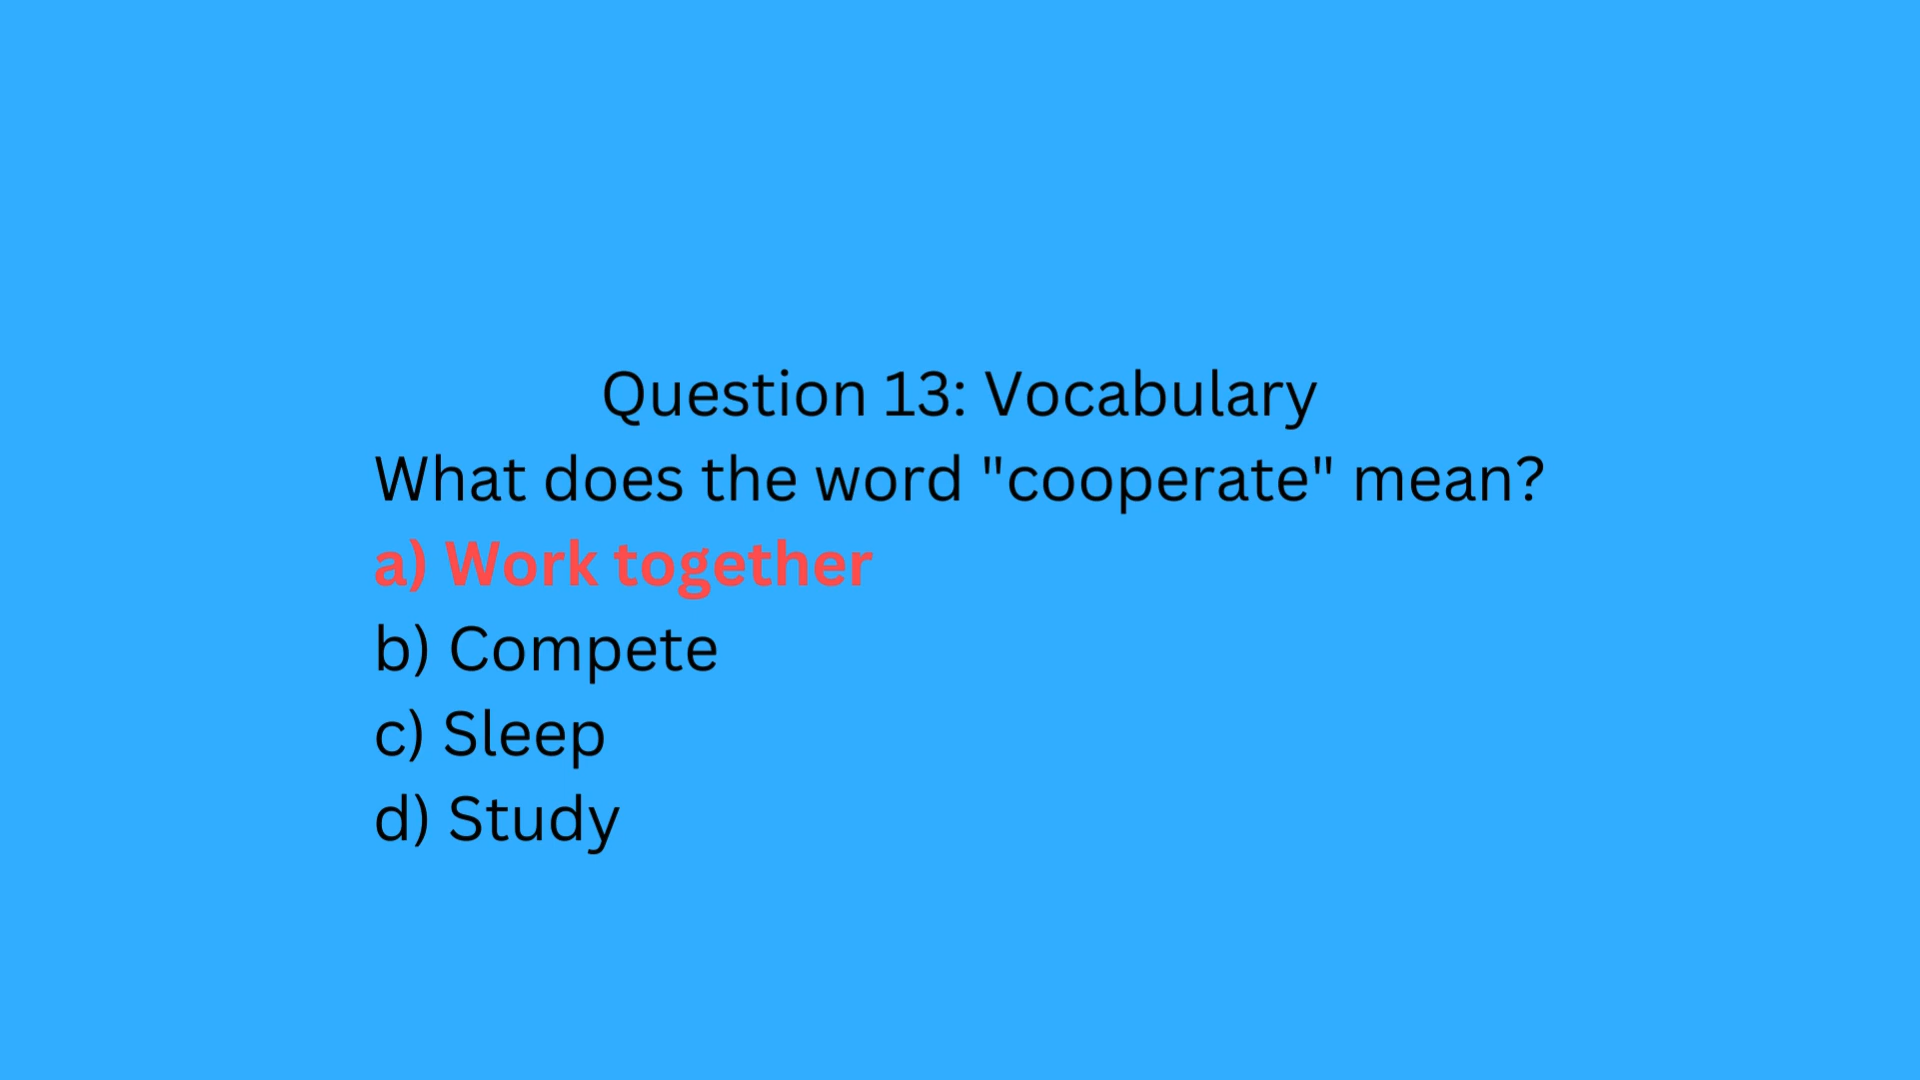 Question 13: Vocabulary
What does the word "cooperate" mean?
a) Work together
b) Compete
c) Sleep
d) Study